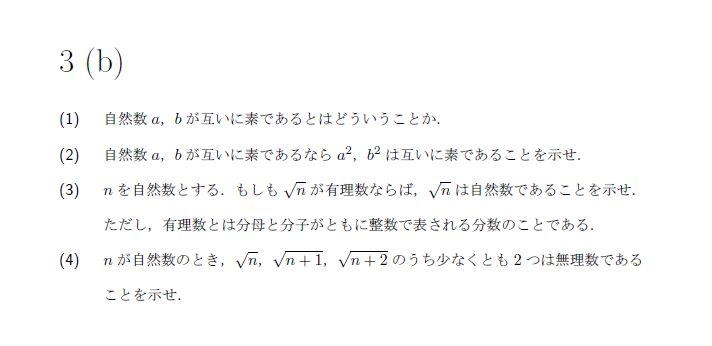 3 (b)
(1) 自然数 a, b が互いに素であるとはどういうことか.
(2) 自然数 a, b が互いに素であるなら a², b² は互いに素であることを示せ.
(3) n を自然数とする. もしも √n が有理数ならば, √n は自然数であることを示せ.
ただし, 有理数とは分母と分子がともに整数で表される分数のことである.
(4) n が自然数のとき, √n, √n+1, √n+2 のうち少なくとも 2 つは無理数である
ことを示せ.